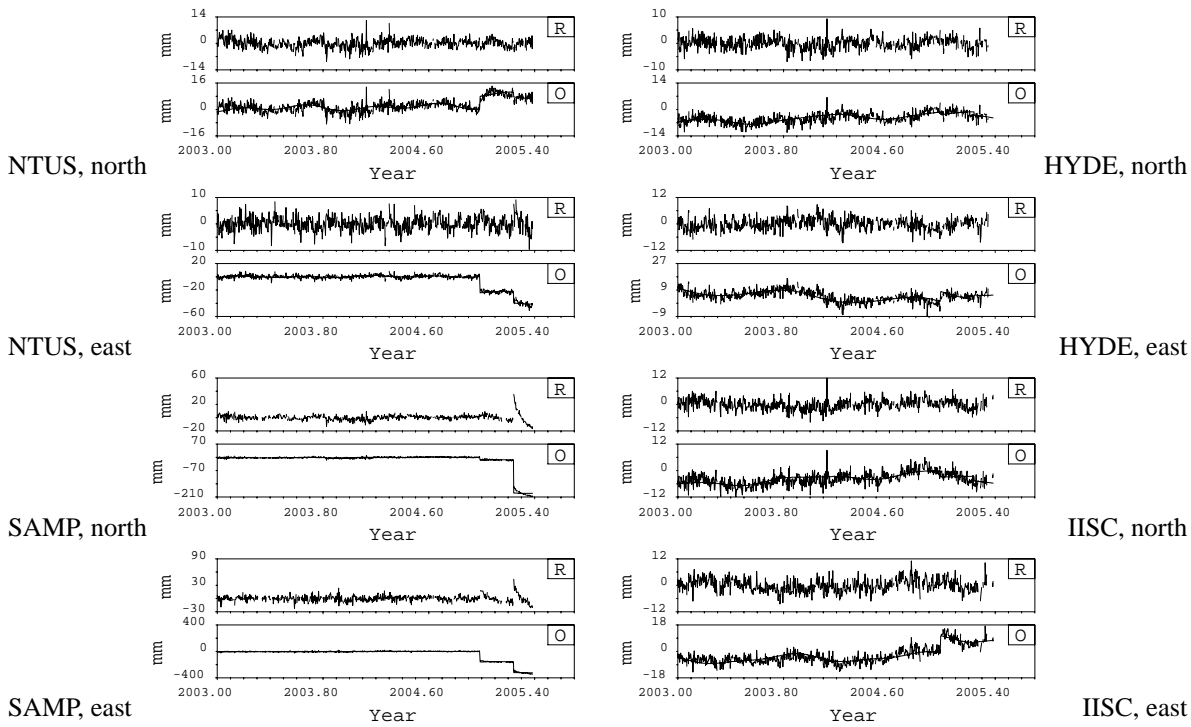 14
0
-14
mm
R
16
0
-16
mm
O
2003.00 2003.80 2004.60 2005.40
Year
NTUS, north
10
0
-10
mm
R
14
0
-14
mm
O
2003.00 2003.80 2004.60 2005.40
Year
HYDE, north
10
0
-10
mm
R
20
-20
-60
mm
O
2003.00 2003.80 2004.60 2005.40
Year
NTUS, east
12
0
-12
mm
R
27
9
-9
mm
O
2003.00 2003.80 2004.60 2005.40
Year
HYDE, east
60
20
-20
mm
R
70
-70
-210
mm
O
2003.00 2003.80 2004.60 2005.40
Year
SAMP, north
12
0
-12
mm
R
12
0
-12
mm
O
2003.00 2003.80 2004.60 2005.40
Year
IISC, north
90
30
-30
mm
R
400
0
-400
mm
O
2003.00 2003.80 2004.60 2005.40
Year
SAMP, east
12
0
-12
mm
R
18
0
-18
mm
O
2003.00 2003.80 2004.60 2005.40
Year
IISC, east